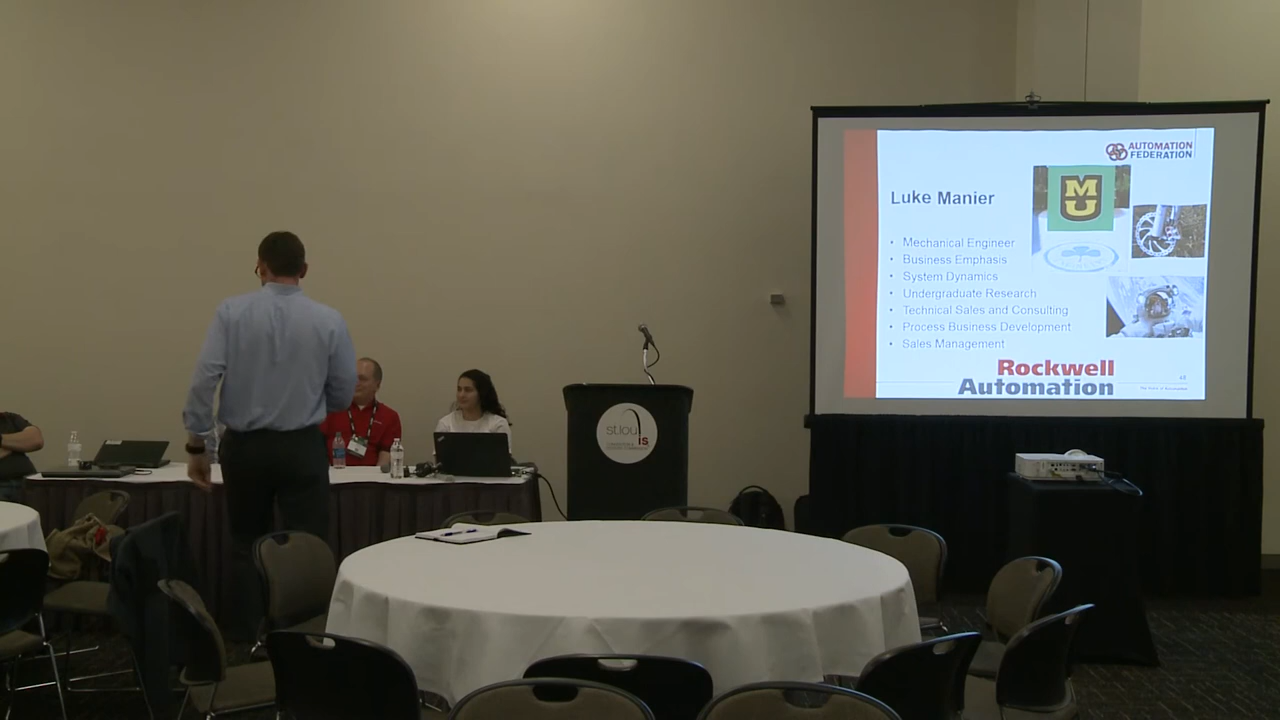 AUTOMATION
FEDERATION
MU
Luke Manier
• Mechanical Engineer
• Business Emphasis
• System Dynamics
• Undergraduate Research
• Technical Sales and Consulting
• Process Business Development
• Sales Management
Rockwell
Automation
st.lou
is